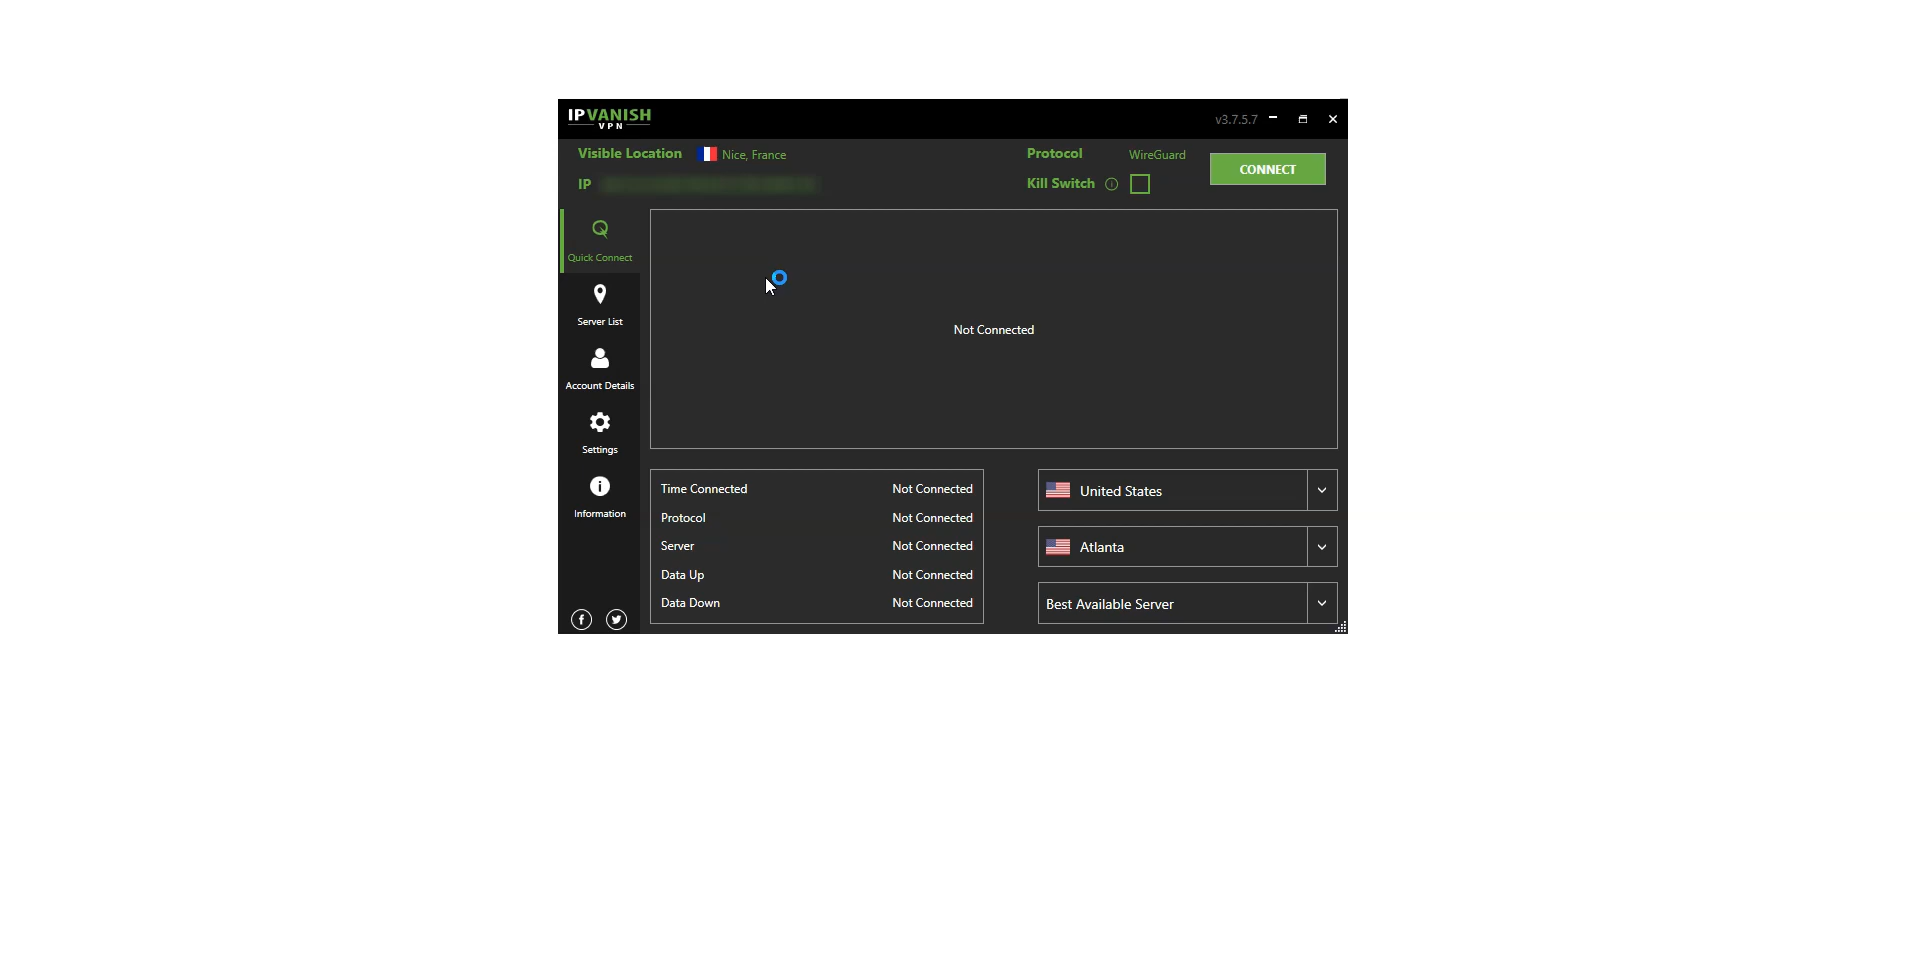 IPVANISH
VPN
v3.7.5.7
Visible Location Nice, France
Protocol WireGuard
CONNECT
IP
Kill Switch
Quick Connect
Server List
Account Details
Settings
Information
Not Connected
Time Connected Not Connected
Protocol Not Connected
Server Not Connected
Data Up Not Connected
Data Down Not Connected
United States
Atlanta
Best Available Server